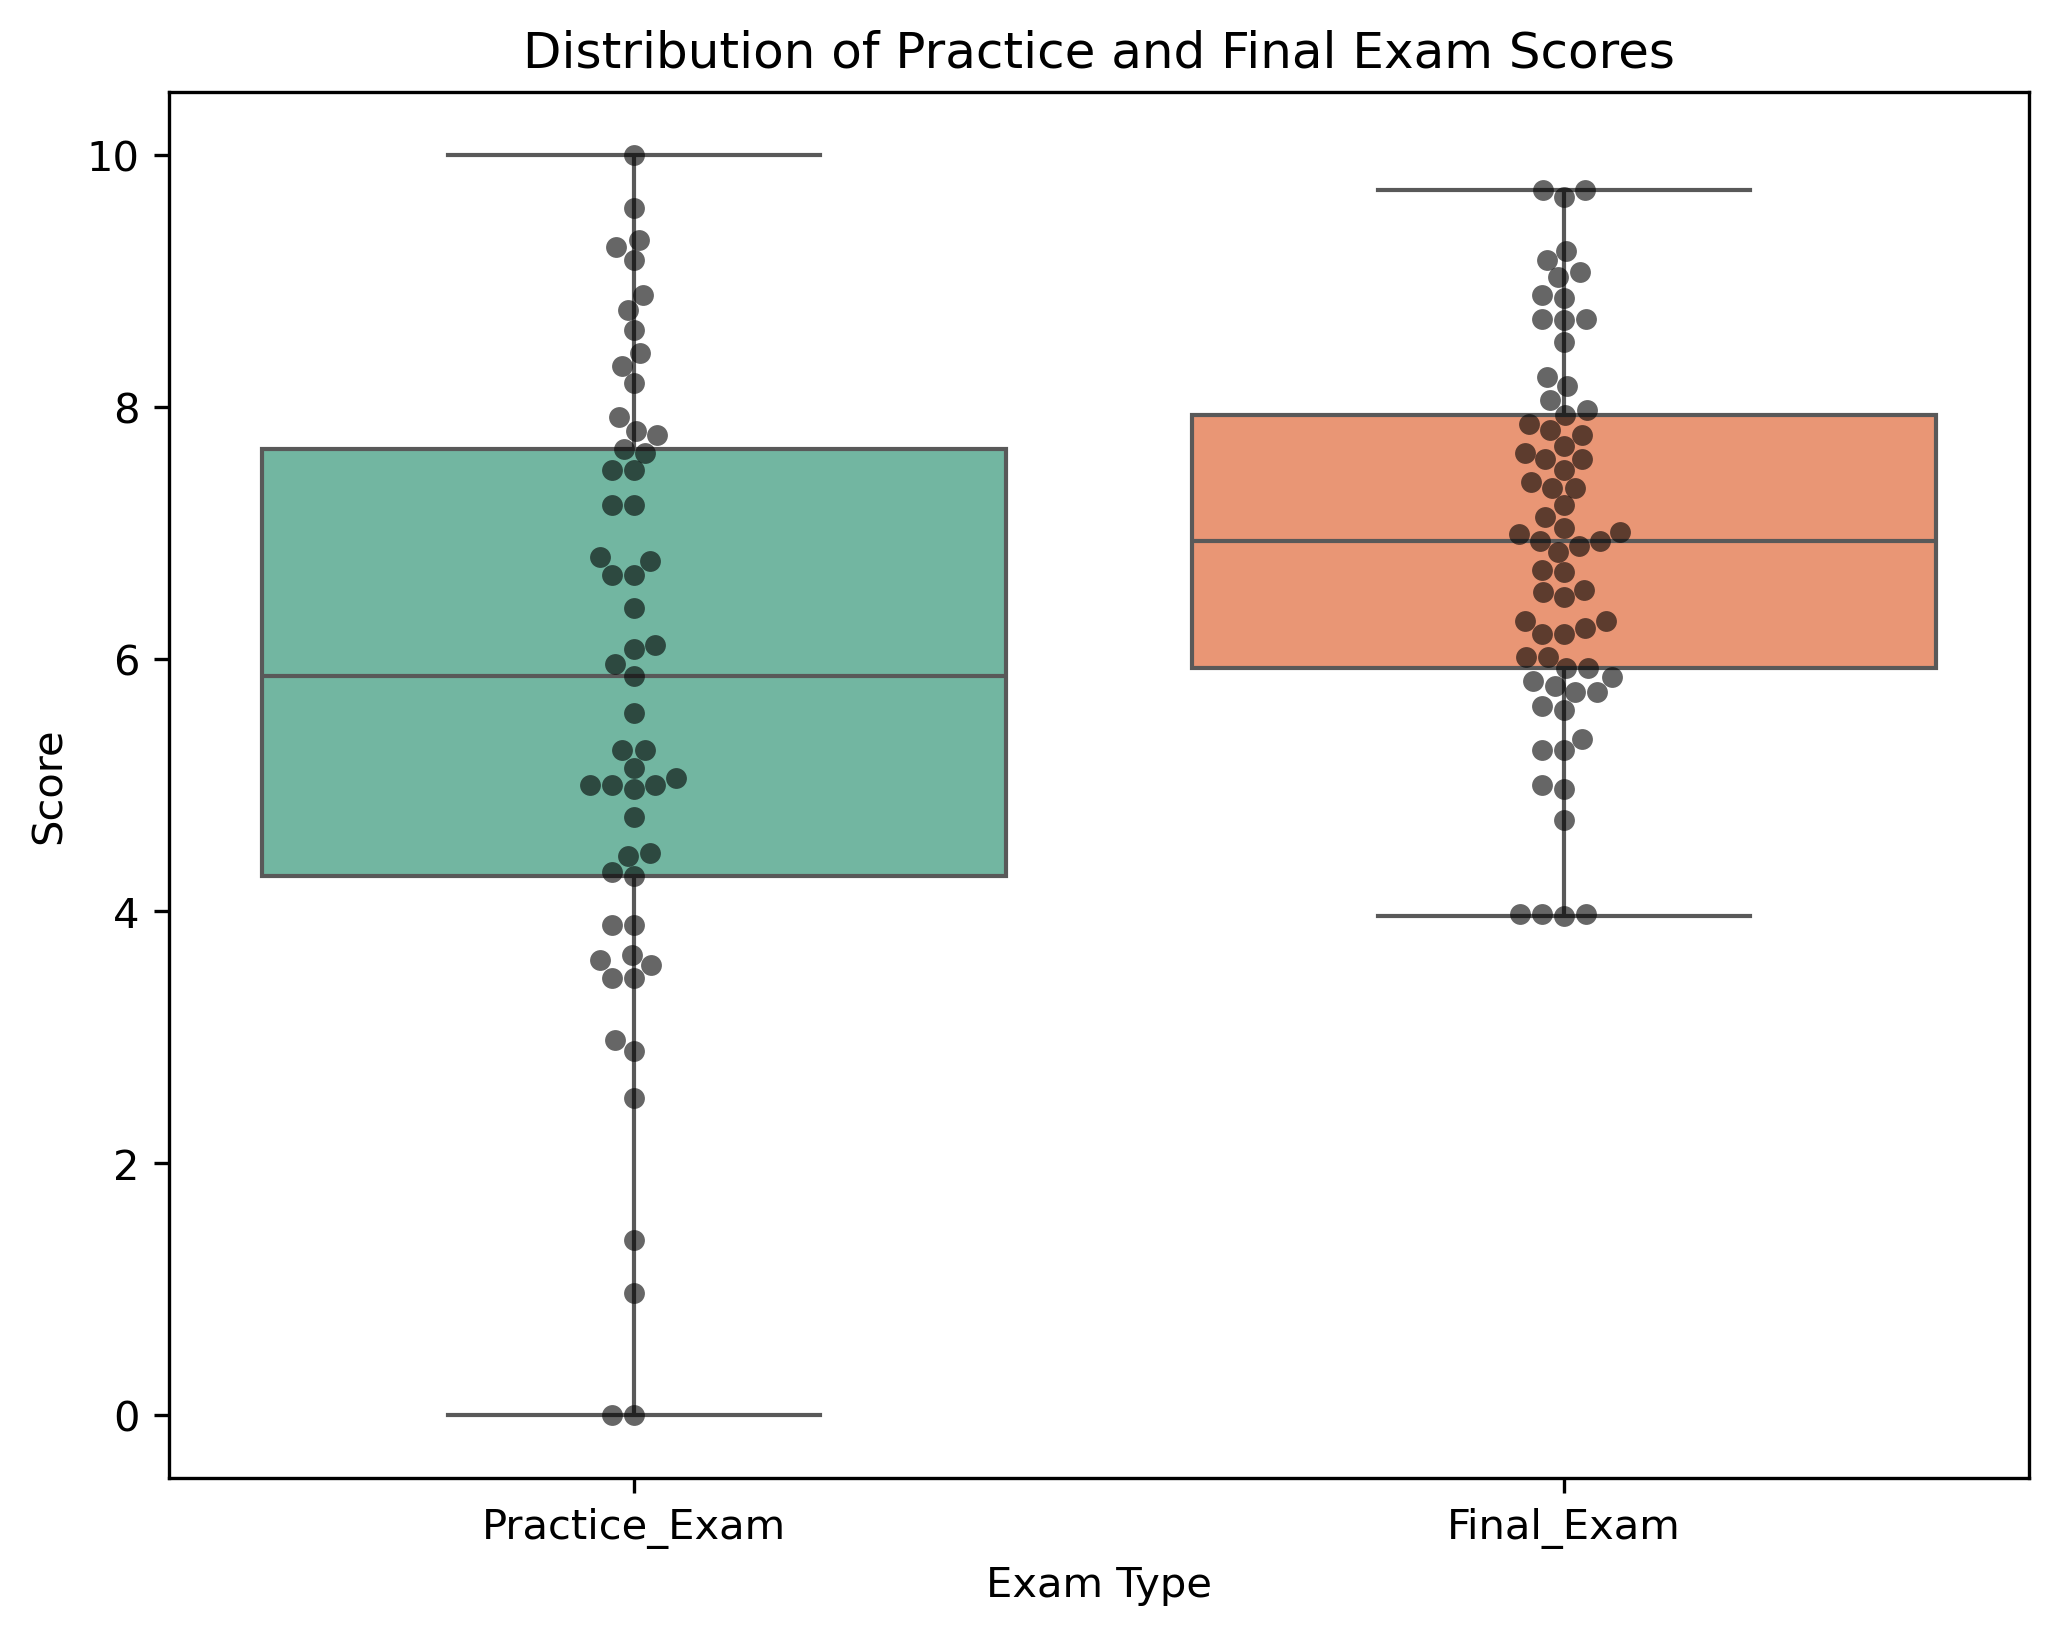 Distribution of Practice and Final Exam Scores
10
8
6
4
2
0
Score
Practice_Exam
Final_Exam
Exam Type